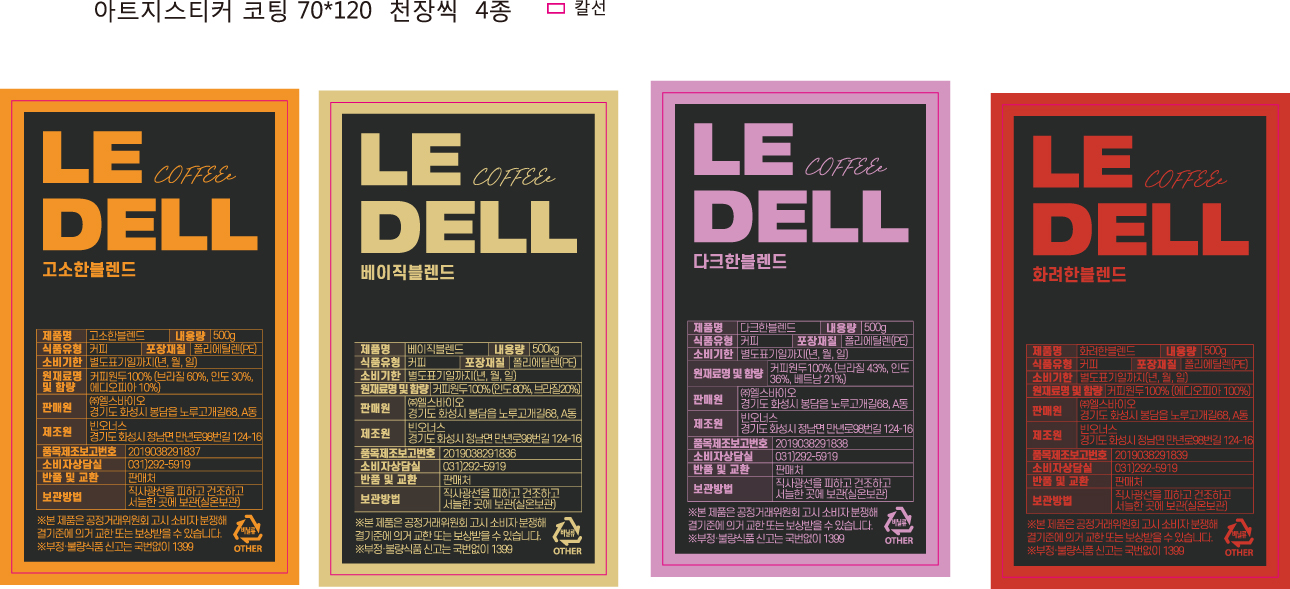 아트지스티커 코팅 70*120 천장씩 4종 칼선
LE
COFFEEe
DELL
고소한블렌드
제품명 고소한블렌드 내용량 500g
식품유형 커피 포장재질 폴리에틸렌(PE)
소비기한 별도표기일까지(년, 월, 일)
원재료명 및 함량 커피원두100% (브라질 60%, 인도 30%,
에디오피아 10%)
판매원 ㈜엘스바이오
경기도 화성시 봉담읍 노루고개길68, A동
제조원 빈오너스
경기도 화성시 정남면 만년로98번길 124-16
품목제조보고번호 2019038291837
소비자상담실 031)292-5919
반품 및 교환 판매처
보관방법 직사광선을 피하고 건조하고
서늘한 곳에 보관(실온보관)
※본 제품은 공정거래위원회 고시 소비자 분쟁해
결기준에 의거 교한 또는 보상받을 수 있습니다.
※부정·불량식품 신고는 국번없이 1399
비닐류
OTHER
LE
COFFEEe
DELL
베이직블렌드
제품명 베이직블렌드 내용량 500kg
식품유형 커피 포장재질 폴리에틸렌(PE)
소비기한 별도표기일까지(년, 월, 일)
원재료명 및 함량 커피원두100% (인도 80%, 브라질20%)
판매원 ㈜엘스바이오
경기도 화성시 봉담읍 노루고개길68, A동
제조원 빈오너스
경기도 화성시 정남면 만년로98번길 124-16
품목제조보고번호 2019038291836
소비자상담실 031)292-5919
반품 및 교환 판매처
보관방법 직사광선을 피하고 건조하고
서늘한 곳에 보관(실온보관)
※본 제품은 공정거래위원회 고시 소비자 분쟁해
결기준에 의거 교한 또는 보상받을 수 있습니다.
※부정·불량식품 신고는 국번없이 1399
비닐류
OTHER
LE
COFFEEe
DELL
다크한블렌드
제품명 다크한블렌드 내용량 500g
식품유형 커피 포장재질 폴리에틸렌(PE)
소비기한 별도표기일까지(년, 월, 일)
원재료명 및 함량 커피원두100% (브라질 43%, 인도
36%, 베트남 21%)
판매원 ㈜엘스바이오
경기도 화성시 봉담읍 노루고개길68, A동
제조원 빈오너스
경기도 화성시 정남면 만년로98번길 124-16
품목제조보고번호 2019038291838
소비자상담실 031)292-5919
반품 및 교환 판매처
보관방법 직사광선을 피하고 건조하고
서늘한 곳에 보관(실온보관)
※본 제품은 공정거래위원회 고시 소비자 분쟁해
결기준에 의거 교한 또는 보상받을 수 있습니다.
※부정·불량식품 신고는 국번없이 1399
비닐류
OTHER
LE
COFFEEe
DELL
화려한블렌드
제품명 화려한블렌드 내용량 500g
식품유형 커피 포장재질 폴리에틸렌(PE)
소비기한 별도표기일까지(년, 월, 일)
원재료명 및 함량 커피원두100% (에디오피아 100%)
판매원 ㈜엘스바이오
경기도 화성시 봉담읍 노루고개길68, A동
제조원 빈오너스
경기도 화성시 정남면 만년로98번길 124-16
품목제조보고번호 2019038291839
소비자상담실 031)292-5919
반품 및 교환 판매처
보관방법 직사광선을 피하고 건조하고
서늘한 곳에 보관(실온보관)
※본 제품은 공정거래위원회 고시 소비자 분쟁해
결기준에 의거 교한 또는 보상받을 수 있습니다.
※부정·불량식품 신고는 국번없이 1399
비닐류
OTHER